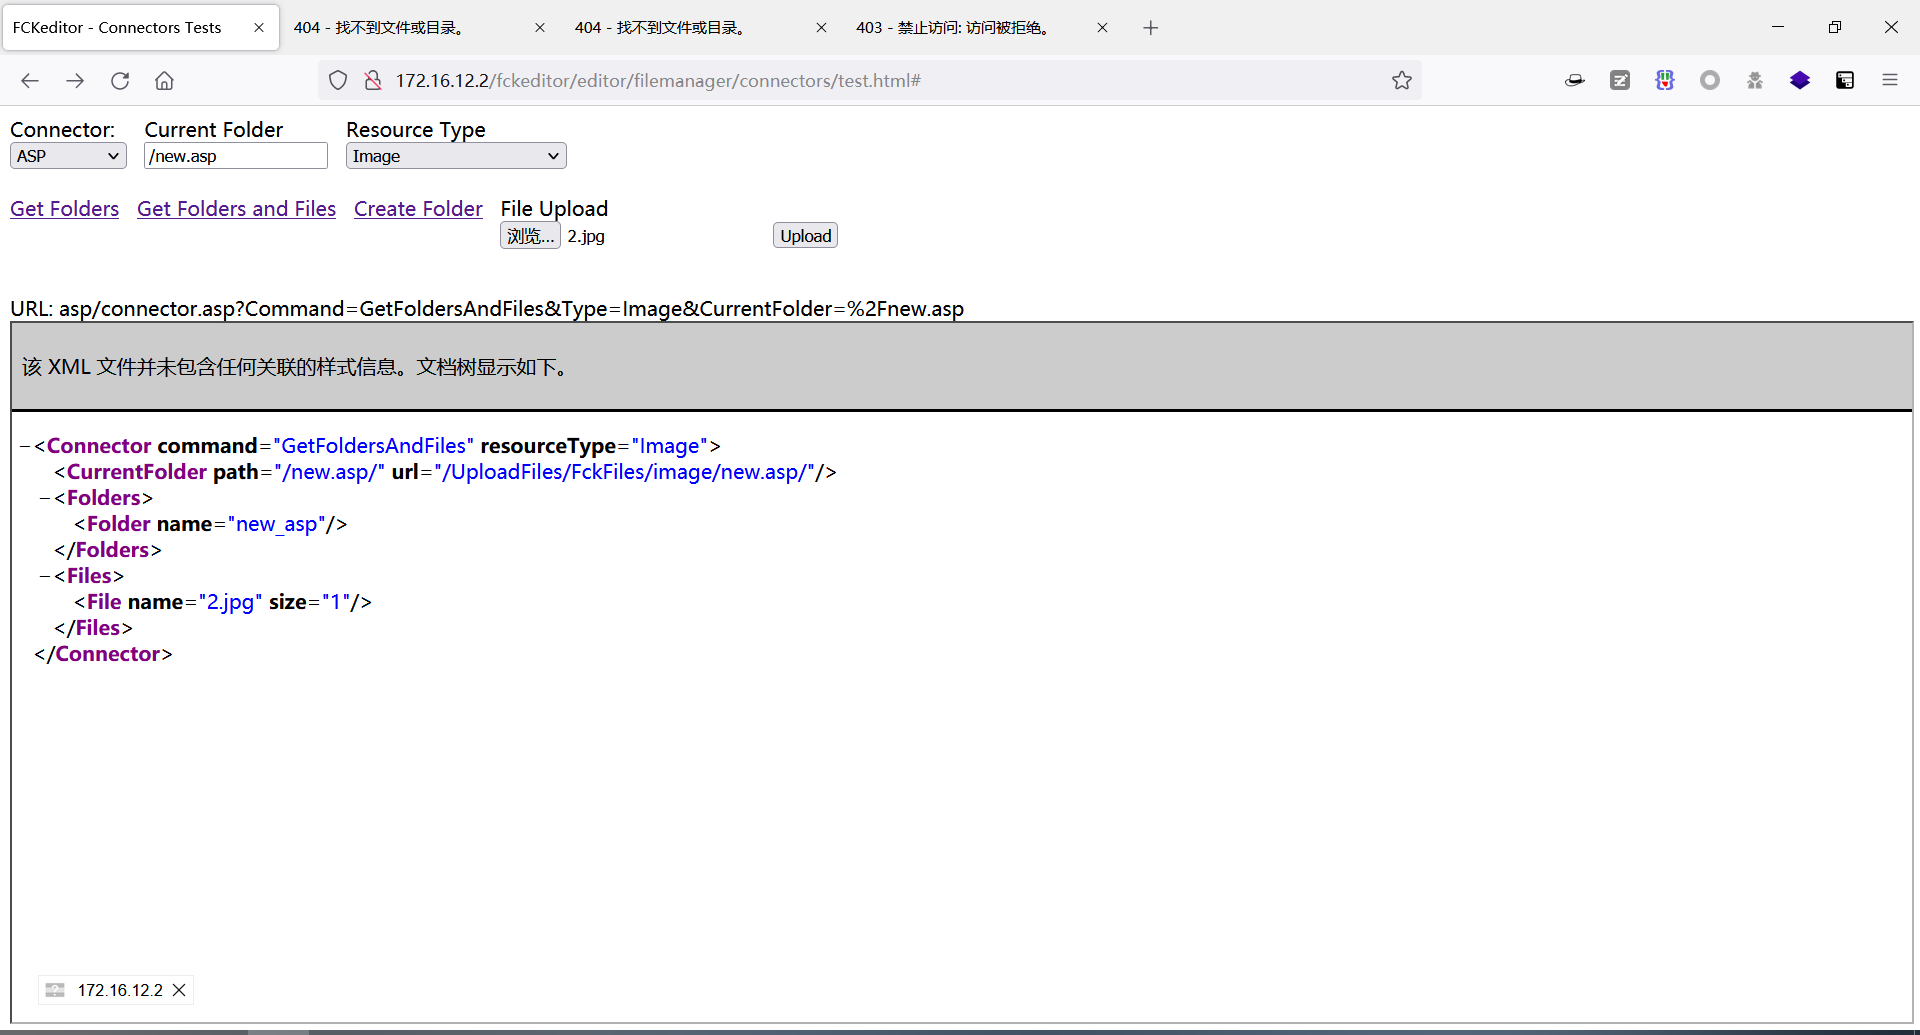 FCKeditor - Connectors Tests
404 - 找不到文件或目录。
404 - 找不到文件或目录。
403 - 禁止访问: 访问被拒绝。
172.16.12.2/fckeditor/editor/filemanager/connectors/test.html#
Connector: Current Folder Resource Type
ASP /new.asp Image
Get Folders Get Folders and Files Create Folder File Upload
浏览... 2.jpg Upload
URL: asp/connector.asp?Command=GetFoldersAndFiles&Type=Image&CurrentFolder=%2Fnew.asp
该 XML 文件并未包含任何关联的样式信息。文档树显示如下。
−<Connector command="GetFoldersAndFiles" resourceType="Image">
<CurrentFolder path="/new.asp/" url="/UploadFiles/FckFiles/image/new.asp/"/>
−<Folders>
<Folder name="new_asp"/>
</Folders>
−<Files>
<File name="2.jpg" size="1"/>
</Files>
</Connector>
172.16.12.2